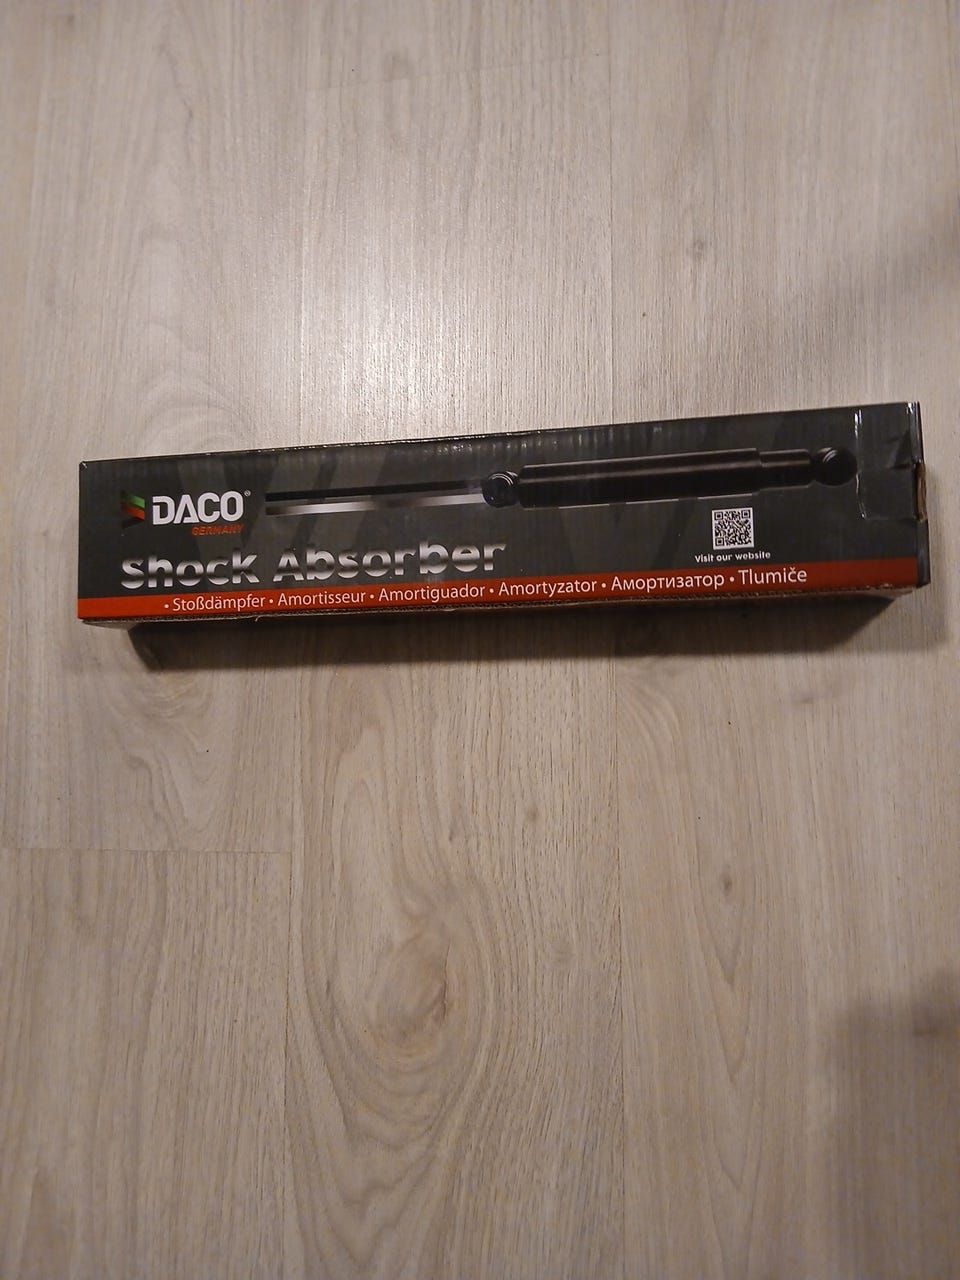 DACO®
GERMANY
Shock Absorber
Visit our website
• Stoßdämpfer • Amortisseur • Amortiguador • Amortyzator • Амортизатор • Tlumiče